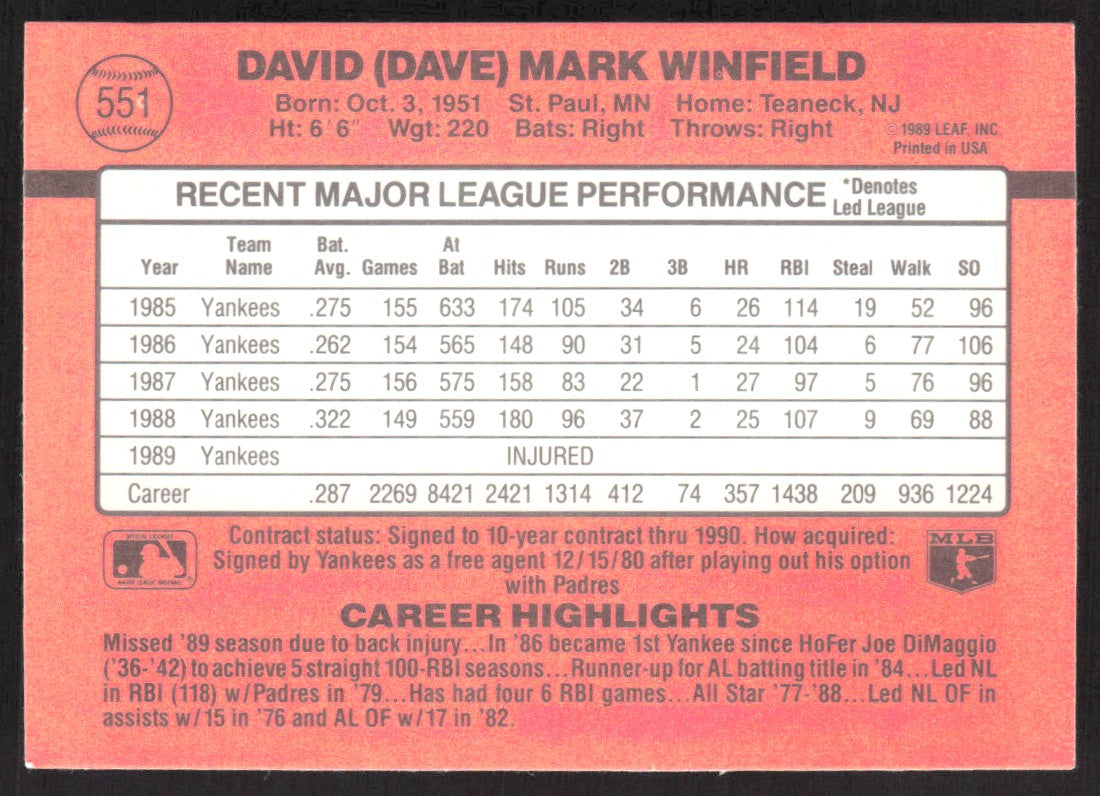 551
DAVID (DAVE) MARK WINFIELD
Born: Oct. 3, 1951 St. Paul, MN Home: Teaneck, NJ
Ht: 6'6" Wgt: 220 Bats: Right Throws: Right
© 1989 LEAF, INC.
Printed in USA
RECENT MAJOR LEAGUE PERFORMANCE *Denotes Led League
Year Team Name Bat. Avg. Games At Bat Hits Runs 2B 3B HR RBI Steal Walk SO
1985 Yankees .275 155 633 174 105 34 6 26 114 19 52 96
1986 Yankees .262 154 565 148 90 31 5 24 104 6 77 106
1987 Yankees .275 156 575 158 83 22 1 27 97 5 76 96
1988 Yankees .322 149 559 180 96 37 2 25 107 9 69 88
1989 Yankees INJURED
Career .287 2269 8421 2421 1314 412 74 357 1438 209 936 1224
OFFICIAL LICENSEE
MAJOR LEAGUE BASEBALL
Contract status: Signed to 10-year contract thru 1990. How acquired:
Signed by Yankees as a free agent 12/15/80 after playing out his option
with Padres
MLB
CAREER HIGHLIGHTS
Missed '89 season due to back injury...In '86 became 1st Yankee since HoFer Joe DiMaggio
('36-'42) to achieve 5 straight 100-RBI seasons...Runner-up for AL batting title in '84...Led NL
in RBI (118) w/Padres in '79...Has had four 6 RBI games...All Star '77-'88...Led NL OF in
assists w/15 in '76 and AL OF w/17 in '82.